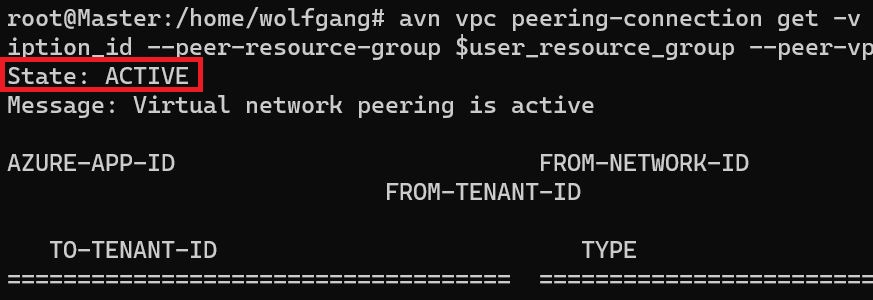 root@Master:/home/wolfgang# avn vpc peering-connection get -v
iption_id --peer-resource-group $user_resource_group --peer-vp
State: ACTIVE
Message: Virtual network peering is active
AZURE-APP-ID FROM-NETWORK-ID
FROM-TENANT-ID
TO-TENANT-ID TYPE
==================================== ========================